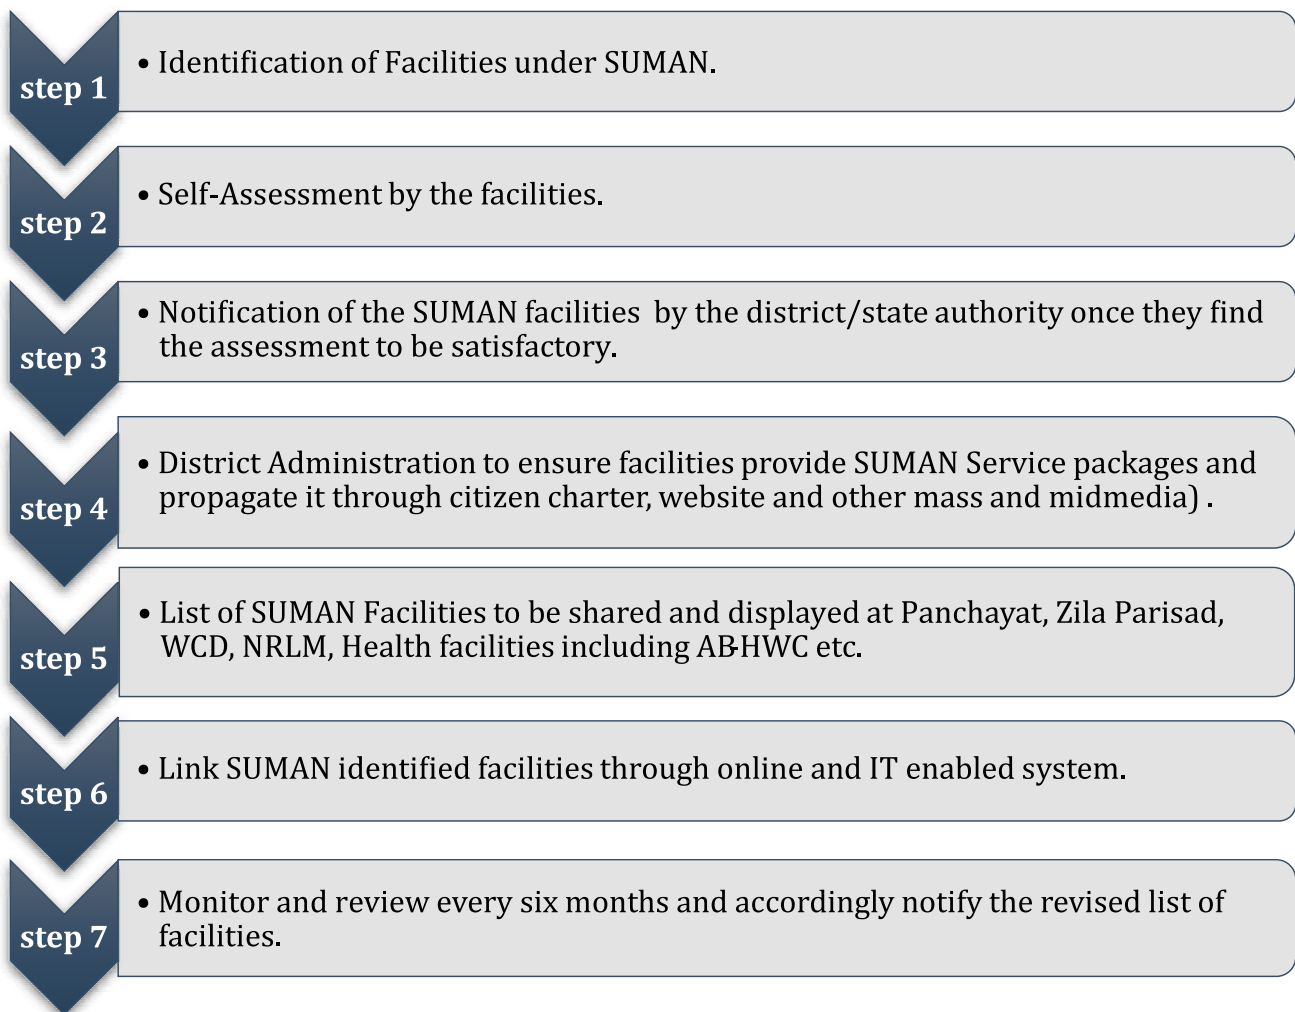 step 1
• Identification of Facilities under SUMAN.
step 2
• Self-Assessment by the facilities.
step 3
• Notification of the SUMAN facilities by the district/state authority once they find
the assessment to be satisfactory.
step 4
• District Administration to ensure facilities provide SUMAN Service packages and
propagate it through citizen charter, website and other mass and midmedia) .
step 5
• List of SUMAN Facilities to be shared and displayed at Panchayat, Zila Parisad,
WCD, NRLM, Health facilities including AB-HWC etc.
step 6
• Link SUMAN identified facilities through online and IT enabled system.
step 7
• Monitor and review every six months and accordingly notify the revised list of
facilities.